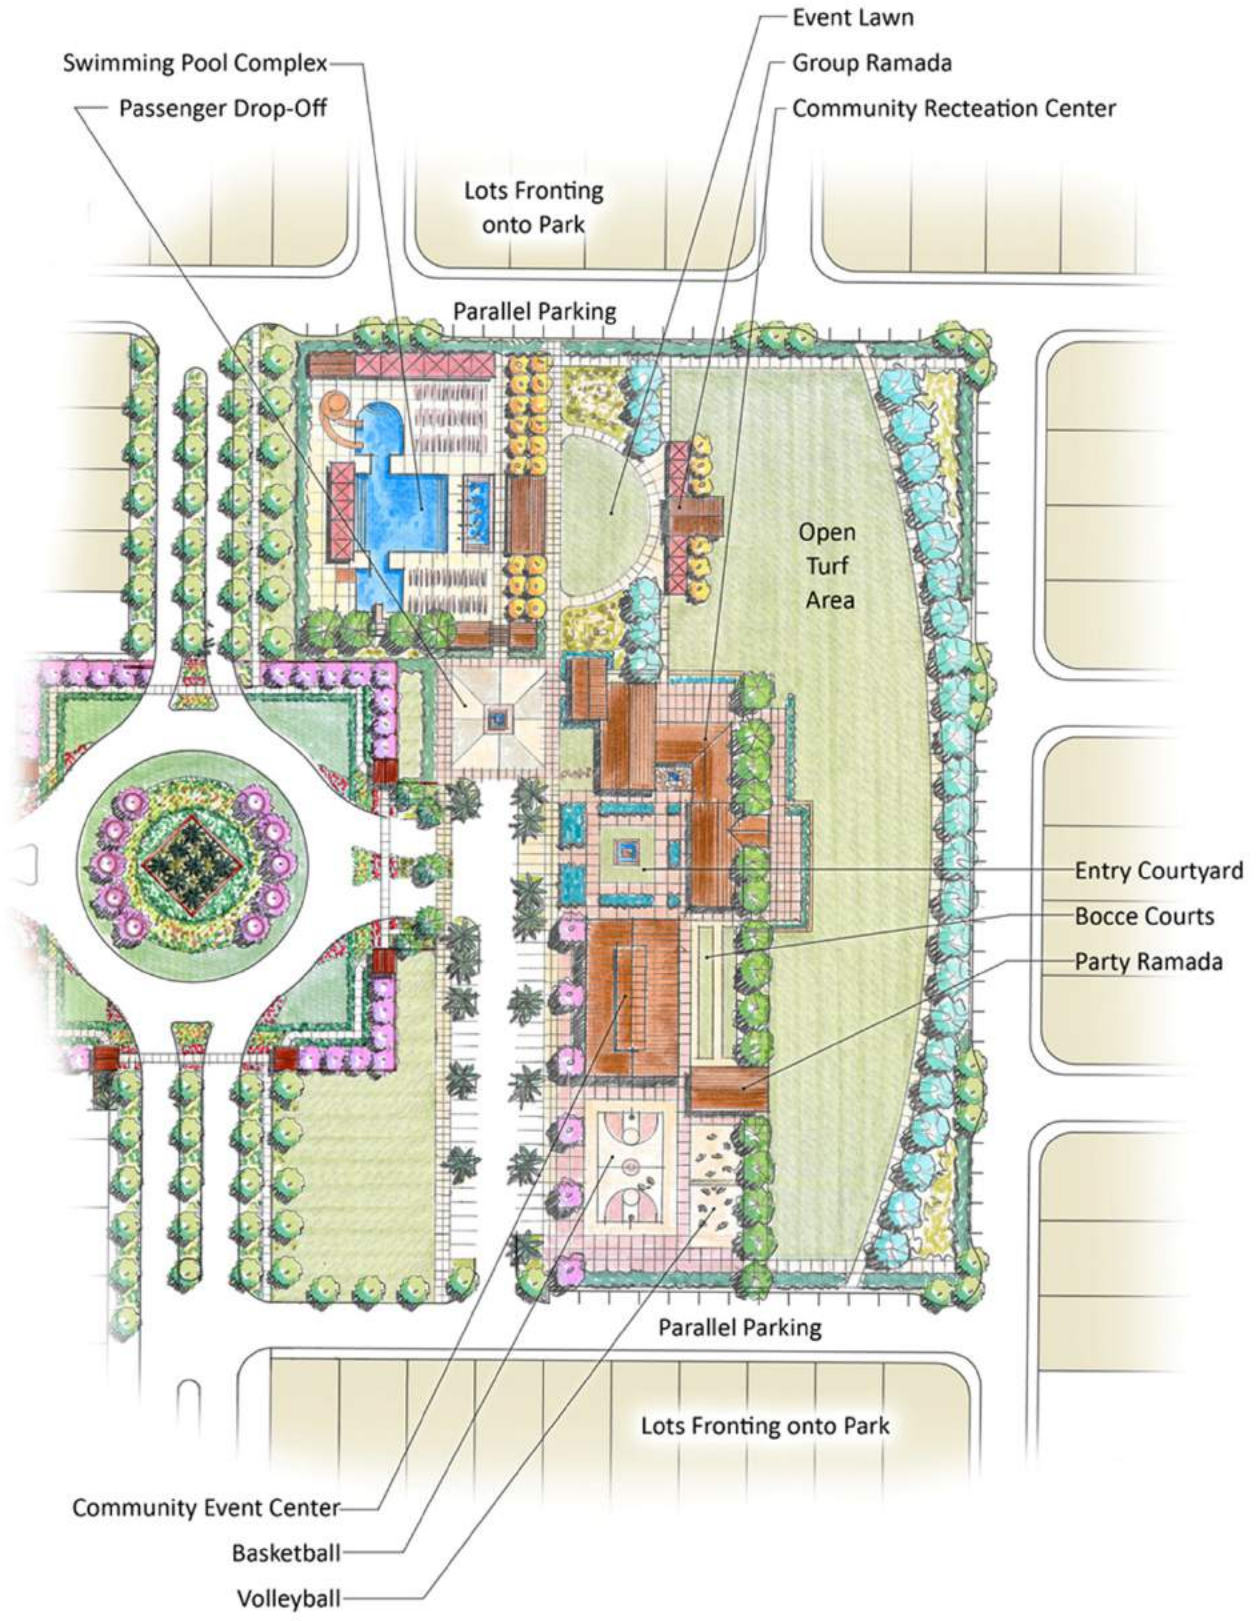 Event Lawn
Swimming Pool Complex
Group Ramada
Passenger Drop-Off
Community Recteation Center
Lots Fronting
onto Park
Parallel Parking
Open
Turf
Area
Entry Courtyard
Bocce Courts
Party Ramada
Parallel Parking
Lots Fronting onto Park
Community Event Center
Basketball
Volleyball